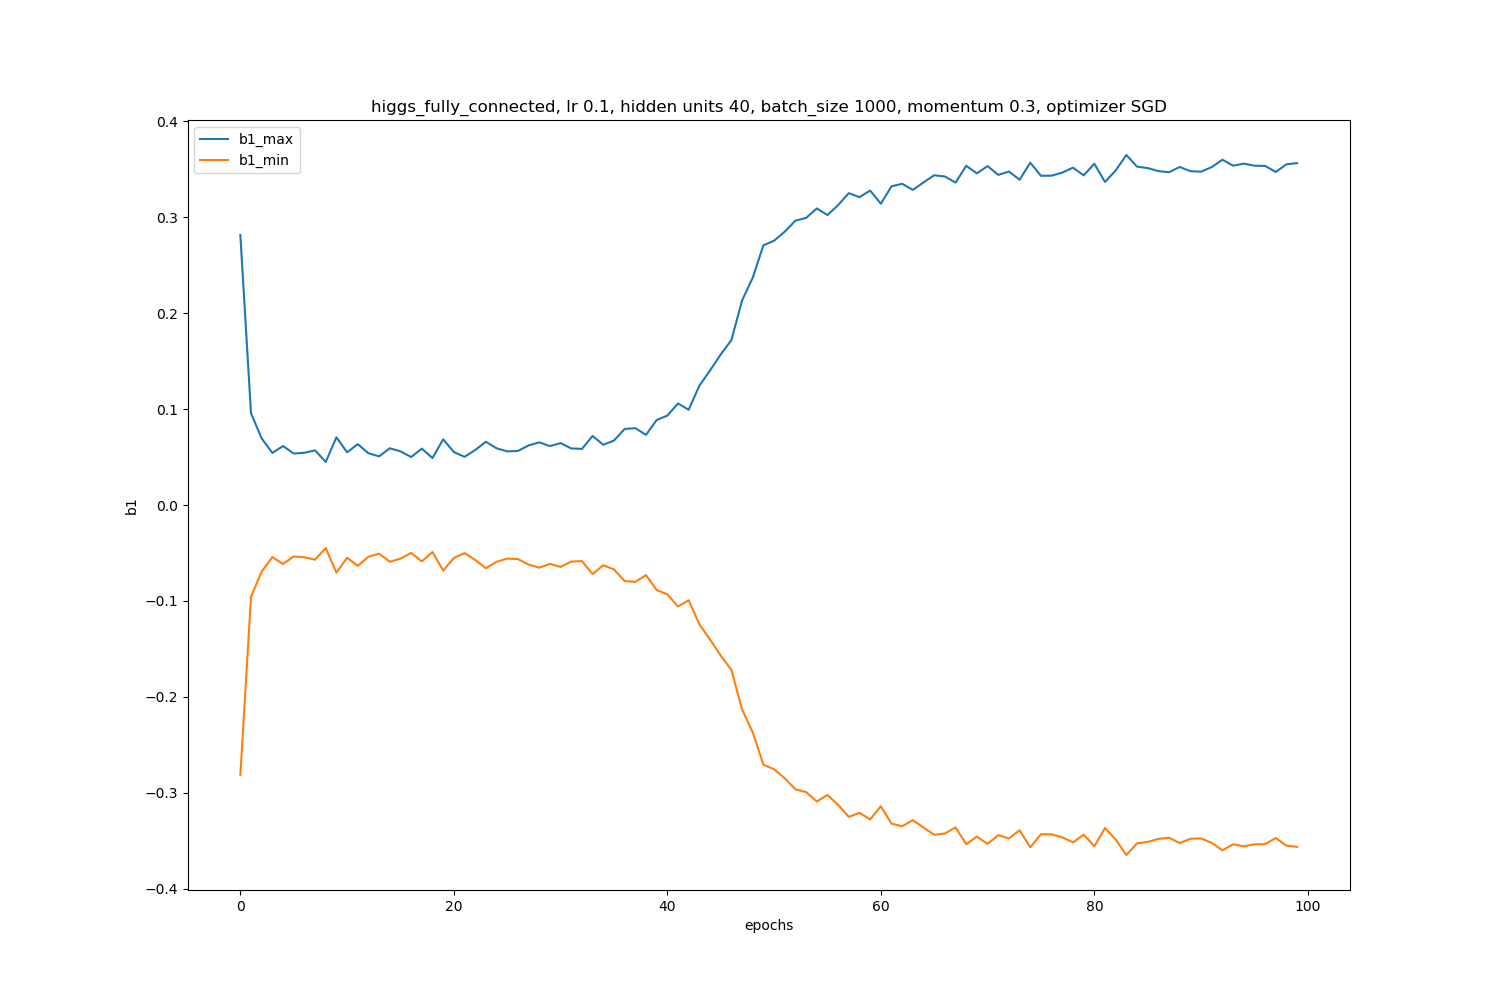 higgs_fully_connected, lr 0.1, hidden units 40, batch_size 1000, momentum 0.3, optimizer SGD
b1_max
b1_min
0.4
0.3
0.2
0.1
0.0
−0.1
−0.2
−0.3
−0.4
b1
0 20 40 60 80 100
epochs